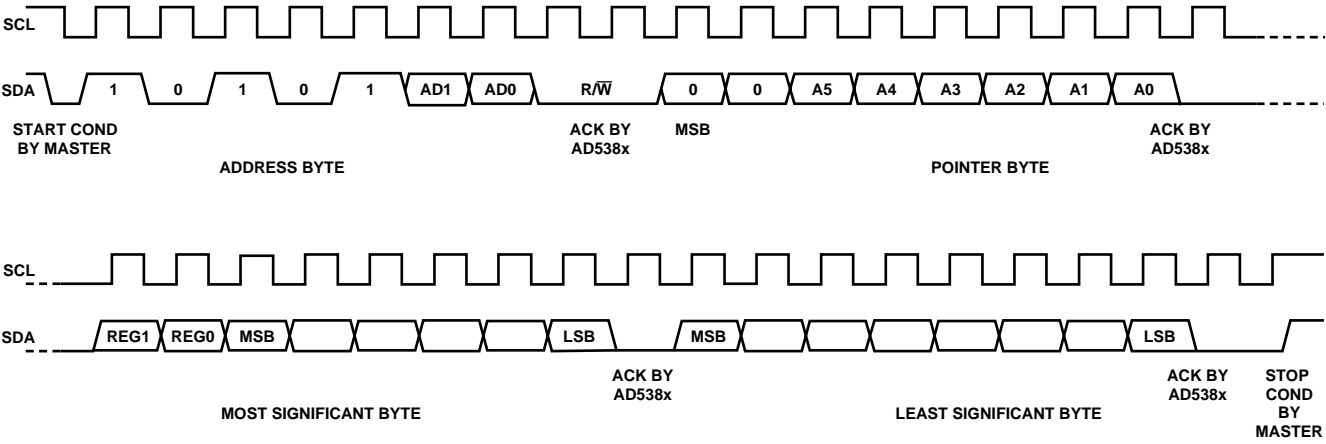 SCL
SDA 1 0 1 0 1 AD1 AD0 R/W̅ 0 0 A5 A4 A3 A2 A1 A0
START COND BY MASTER
ACK BY AD538x
MSB
ACK BY AD538x
ADDRESS BYTE
POINTER BYTE
SCL
SDA REG1 REG0 MSB LSB MSB LSB
ACK BY AD538x
ACK BY AD538x
STOP COND BY MASTER
MOST SIGNIFICANT BYTE
LEAST SIGNIFICANT BYTE